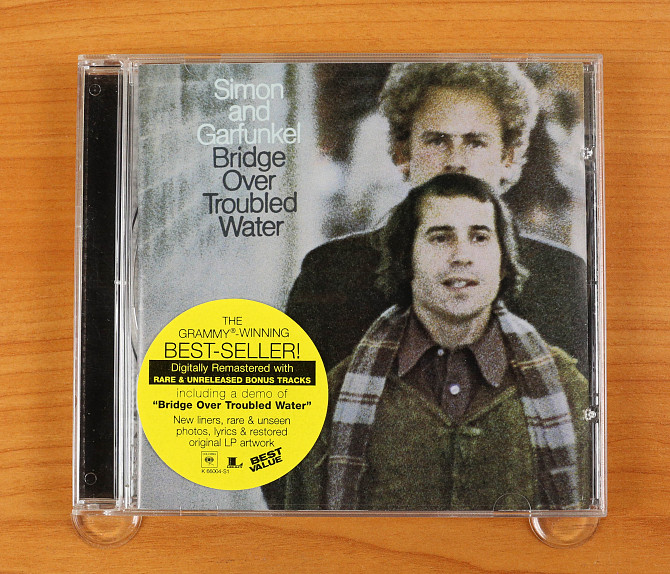 Simon
and
Garfunkel
Bridge
Over
Troubled
Water
THE
GRAMMY®-WINNING
BEST-SELLER!
Digitally Remastered with
RARE & UNRELEASED BONUS TRACKS
including a demo of
“Bridge Over Troubled Water”
New liners, rare & unseen
photos, lyrics & restored
original LP artwork
BEST
VALUE
K 66004-S1